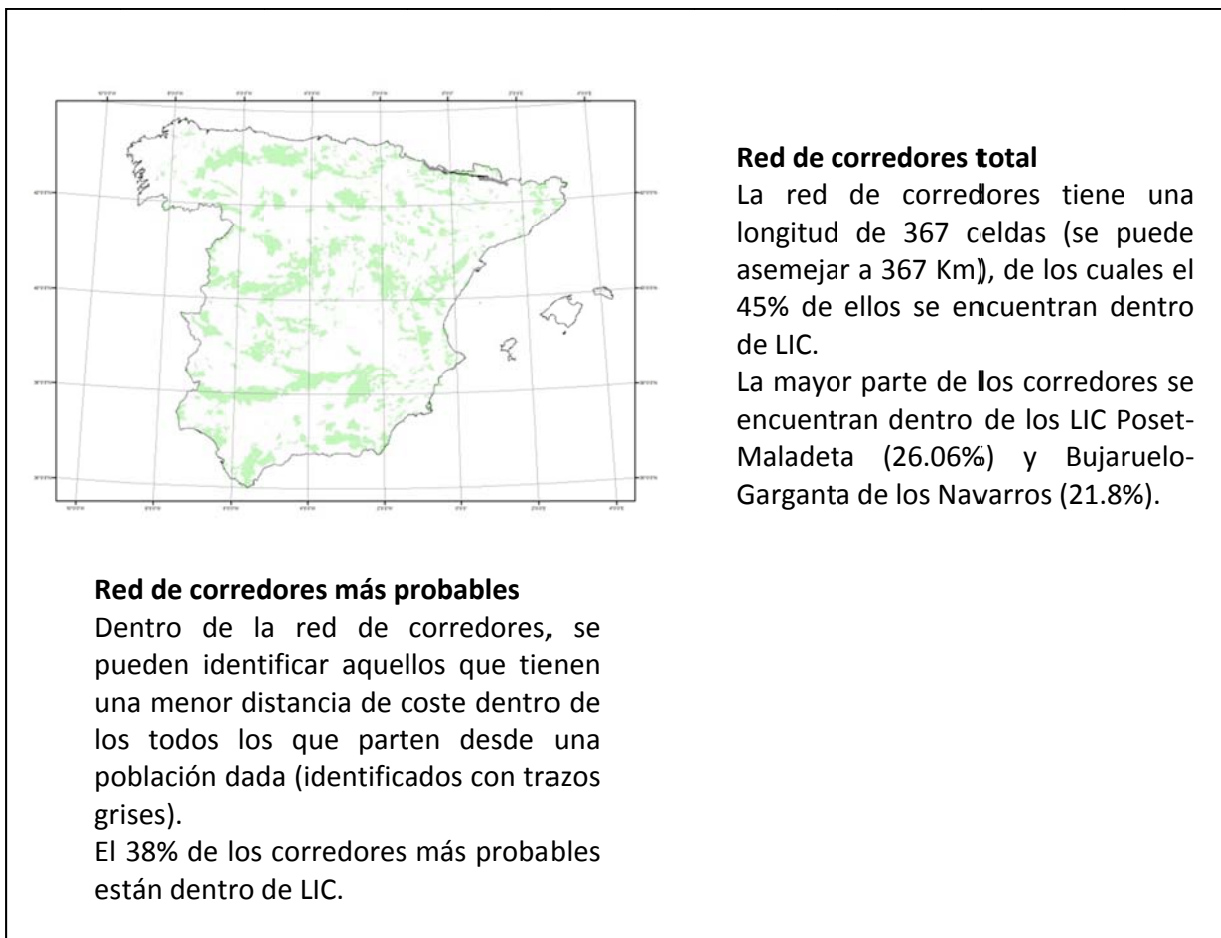 Red de corredores total
La red de corredores tiene una
longitud de 367 celdas (se puede
asemejar a 367 Km), de los cuales el
45% de ellos se encuentran dentro
de LIC.
La mayor parte de los corredores se
encuentran dentro de los LIC Poset-
Maladeta (26.06%) y Bujaruelo-
Garganta de los Navarros (21.8%).
Red de corredores más probables
Dentro de la red de corredores, se
pueden identificar aquellos que tienen
una menor distancia de coste dentro de
los todos los que parten desde una
población dada (identificados con trazos
grises).
El 38% de los corredores más probables
están dentro de LIC.